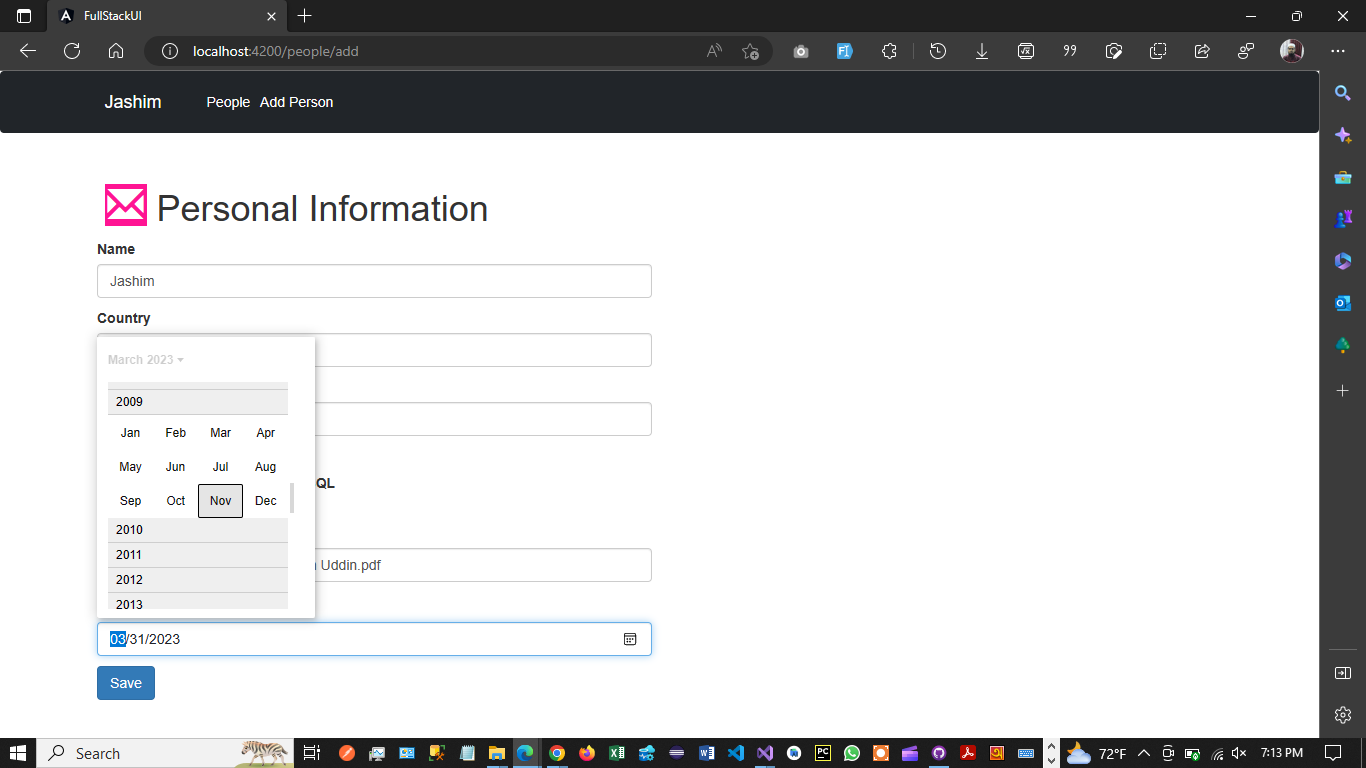 FullStackUI
localhost:4200/people/add
Jashim People Add Person
Personal Information
Name
Jashim
Country
March 2023
2009
Jan Feb Mar Apr
May Jun Jul Aug
QL
Sep Oct Nov Dec
2010
2011
2012
Uddin.pdf
2013
03/31/2023
Save
Search
72°F
7:13 PM